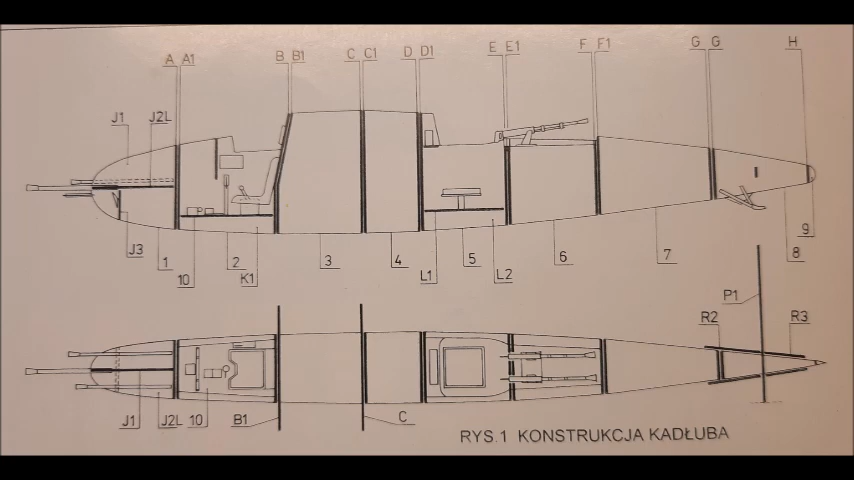 A A1 B B1 C C1 D D1 E E1 F F1 G G H
J1 J2L
J3 1 10 2 K1 3 4 L1 5 L2 6 7 8 9
P1
R2 R3
J1 J2L 10 B1 C
RYS.1 KONSTRUKCJA KADŁUBA